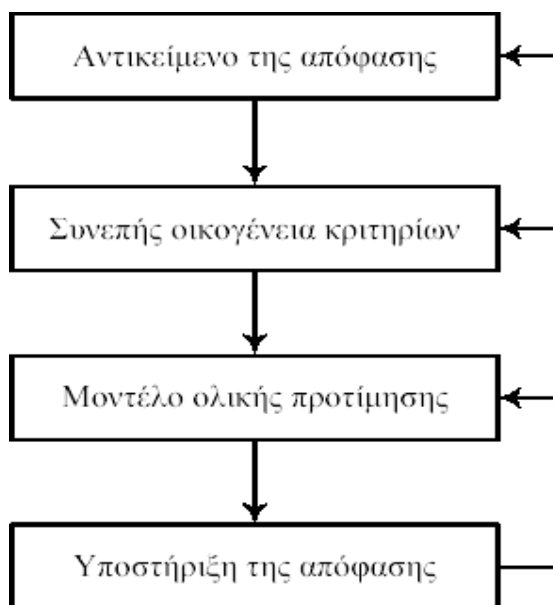 Αντικείμενο της απόφασης
Συνεπής οικογένεια κριτηρίων
Μοντέλο ολικής προτίμησης
Υποστήριξη της απόφασης